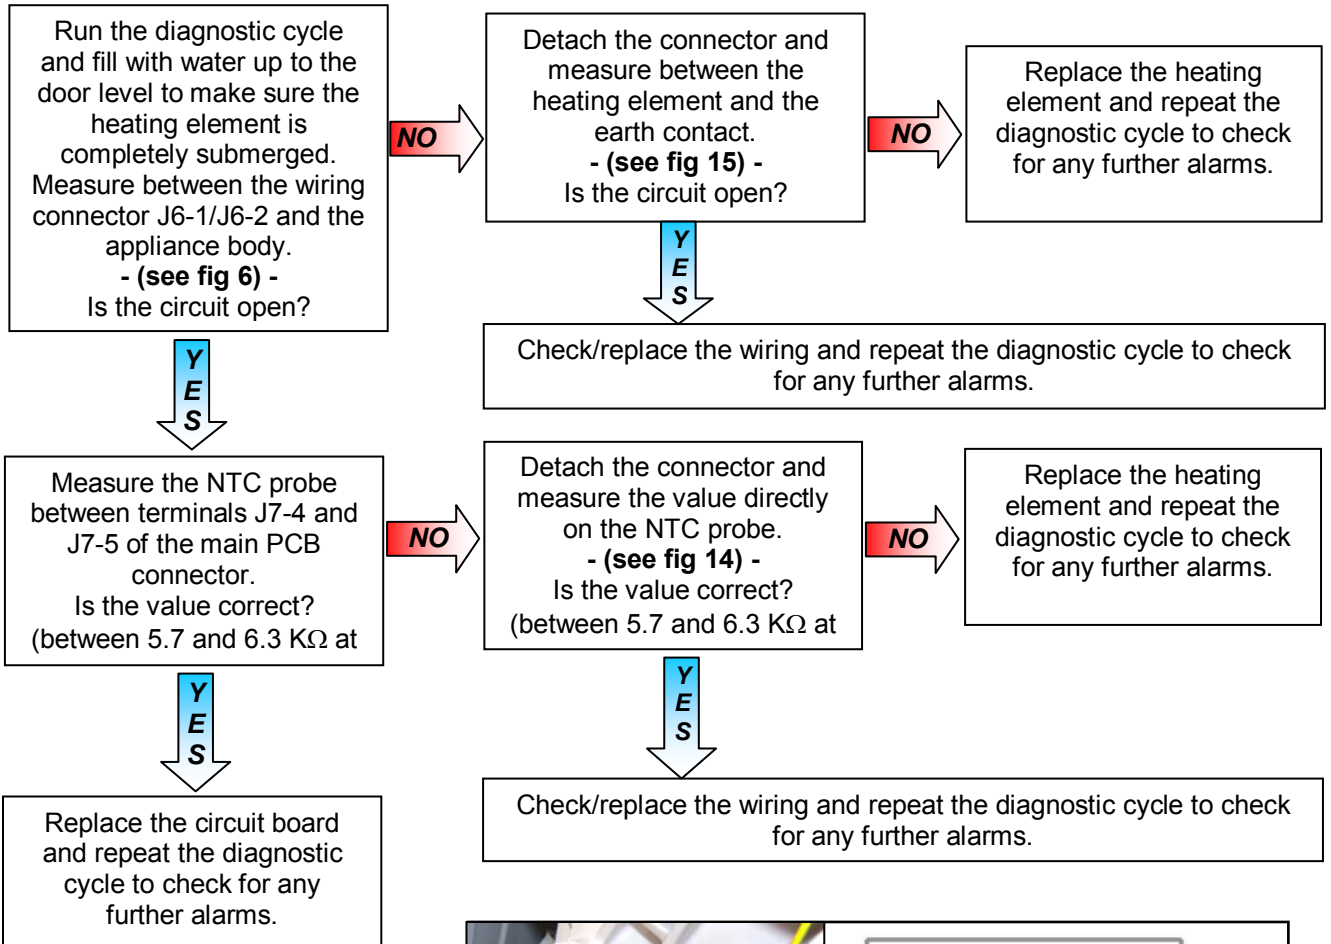 Run the diagnostic cycle
and fill with water up to the
door level to make sure the
heating element is
completely submerged.
Measure between the wiring
connector J6-1/J6-2 and the
appliance body.
- (see fig 6) -
Is the circuit open?
NO
Detach the connector and
measure between the
heating element and the
earth contact.
- (see fig 15) -
Is the circuit open?
NO
Replace the heating
element and repeat the
diagnostic cycle to check
for any further alarms.
Y
E
S
Check/replace the wiring and repeat the diagnostic cycle to check
for any further alarms.
Y
E
S
Measure the NTC probe
between terminals J7-4 and
J7-5 of the main PCB
connector.
Is the value correct?
(between 5.7 and 6.3 KΩ at
NO
Detach the connector and
measure the value directly
on the NTC probe.
- (see fig 14) -
Is the value correct?
(between 5.7 and 6.3 KΩ at
NO
Replace the heating
element and repeat the
diagnostic cycle to check
for any further alarms.
Y
E
S
Check/replace the wiring and repeat the diagnostic cycle to check
for any further alarms.
Y
E
S
Replace the circuit board
and repeat the diagnostic
cycle to check for any
further alarms.